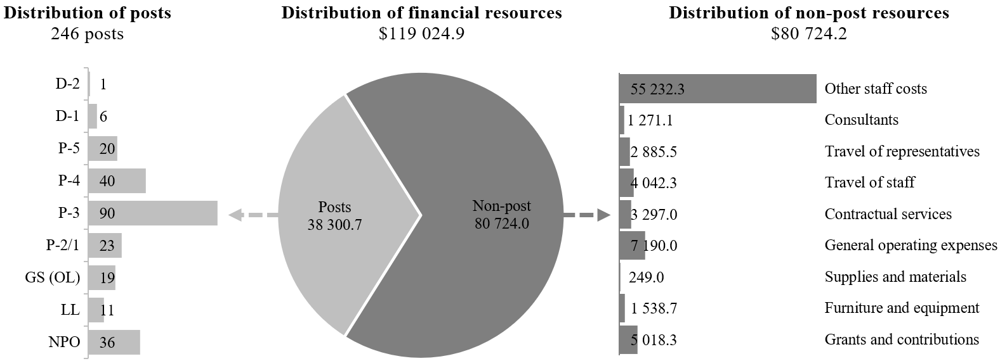 Distribution of posts
246 posts
D-2 1
D-1 6
P-5 20
P-4 40
P-3 90
P-2/1 23
GS (OL) 19
LL 11
NPO 36
Distribution of financial resources
$119 024.9
Posts
38 300.7
Non-post
80 724.0
Distribution of non-post resources
$80 724.2
55 232.3 Other staff costs
1 271.1 Consultants
2 885.5 Travel of representatives
4 042.3 Travel of staff
3 297.0 Contractual services
7 190.0 General operating expenses
249.0 Supplies and materials
1 538.7 Furniture and equipment
5 018.3 Grants and contributions